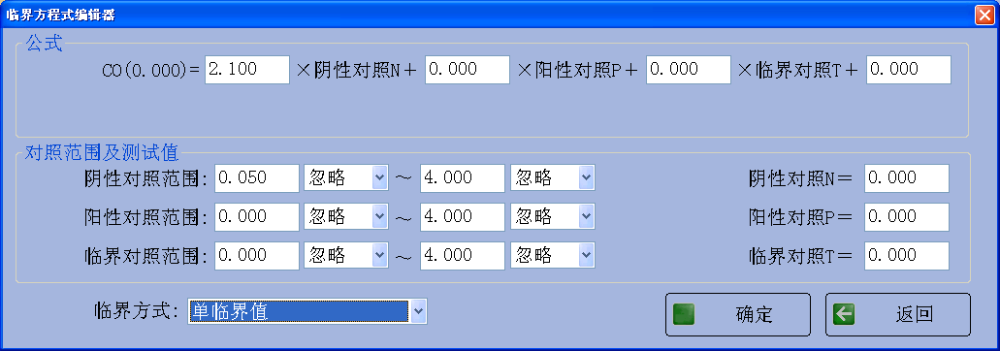 临界方程式编辑器
公式
CO(0.000)= 2.100 ×阴性对照N＋ 0.000 ×阳性对照P＋ 0.000 ×临界对照T＋ 0.000
对照范围及测试值
阴性对照范围: 0.050 忽略 ～ 4.000 忽略 阴性对照N＝ 0.000
阳性对照范围: 0.000 忽略 ～ 4.000 忽略 阳性对照P＝ 0.000
临界对照范围: 0.000 忽略 ～ 4.000 忽略 临界对照T＝ 0.000
临界方式: 单临界值 确定 返回